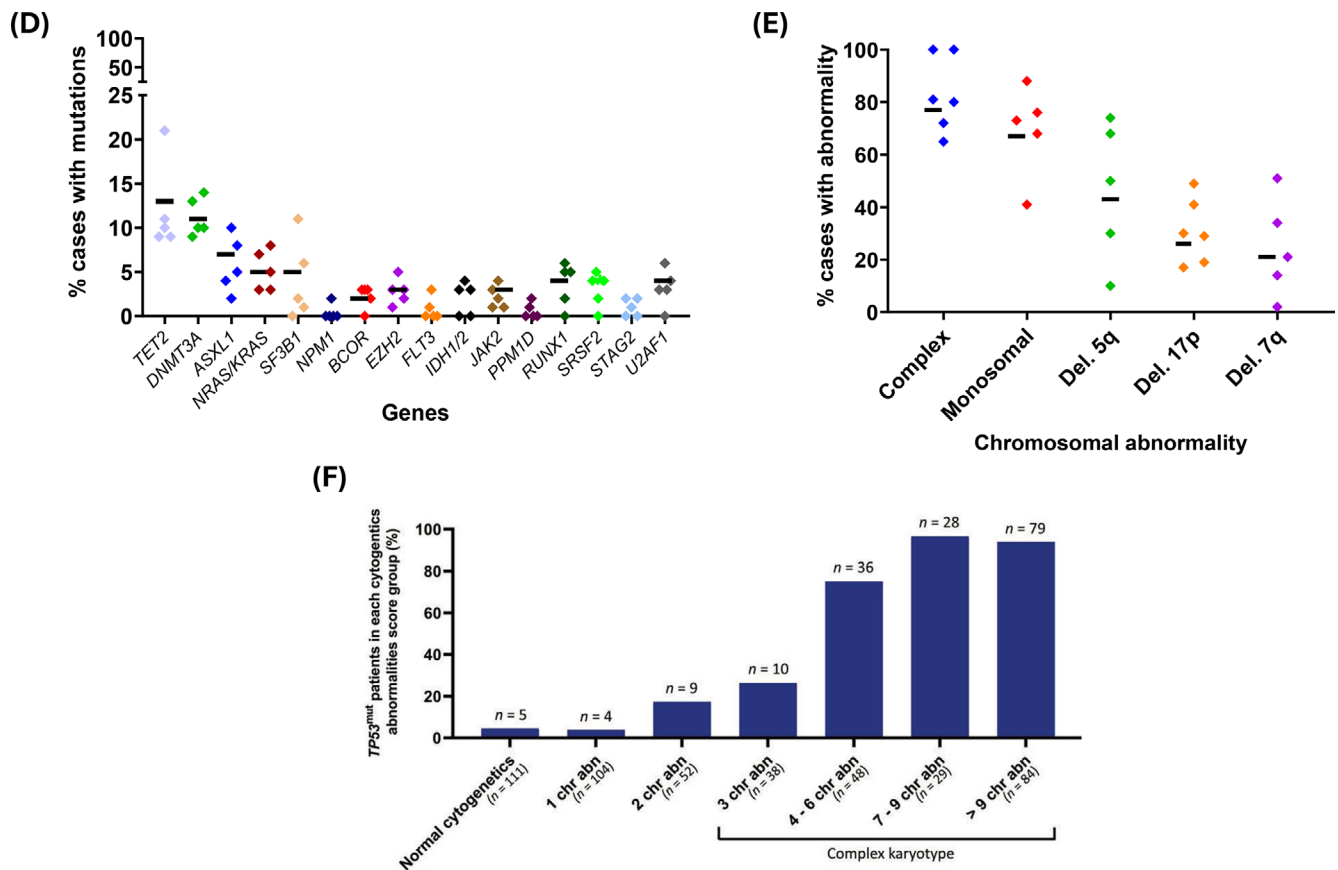 (D)
% cases with mutations
100
50
25
20
15
10
5
0
TET2
DNMT3A
ASXL1
NRAS/KRAS
SF3B1
NPM1
BCOR
EZH2
FLT3
IDH1/2
JAK2
PPM1D
RUNX1
SRSF2
STAG2
U2AF1
Genes
(E)
% cases with abnormality
100
80
60
40
20
0
Complex
Monosomal
Del. 5q
Del. 17p
Del. 7q
Chromosomal abnormality
(F)
TP53mut patients in each cytogentics
abnormalities score group (%)
100
80
60
40
20
0
n = 5
n = 4
n = 9
n = 10
n = 36
n = 28
n = 79
Normal cytogenetics
(n = 111)
1 chr abn
(n = 104)
2 chr abn
(n = 52)
3 chr abn
(n = 38)
4 - 6 chr abn
(n = 48)
7 - 9 chr abn
(n = 29)
> 9 chr abn
(n = 84)
Complex karyotype